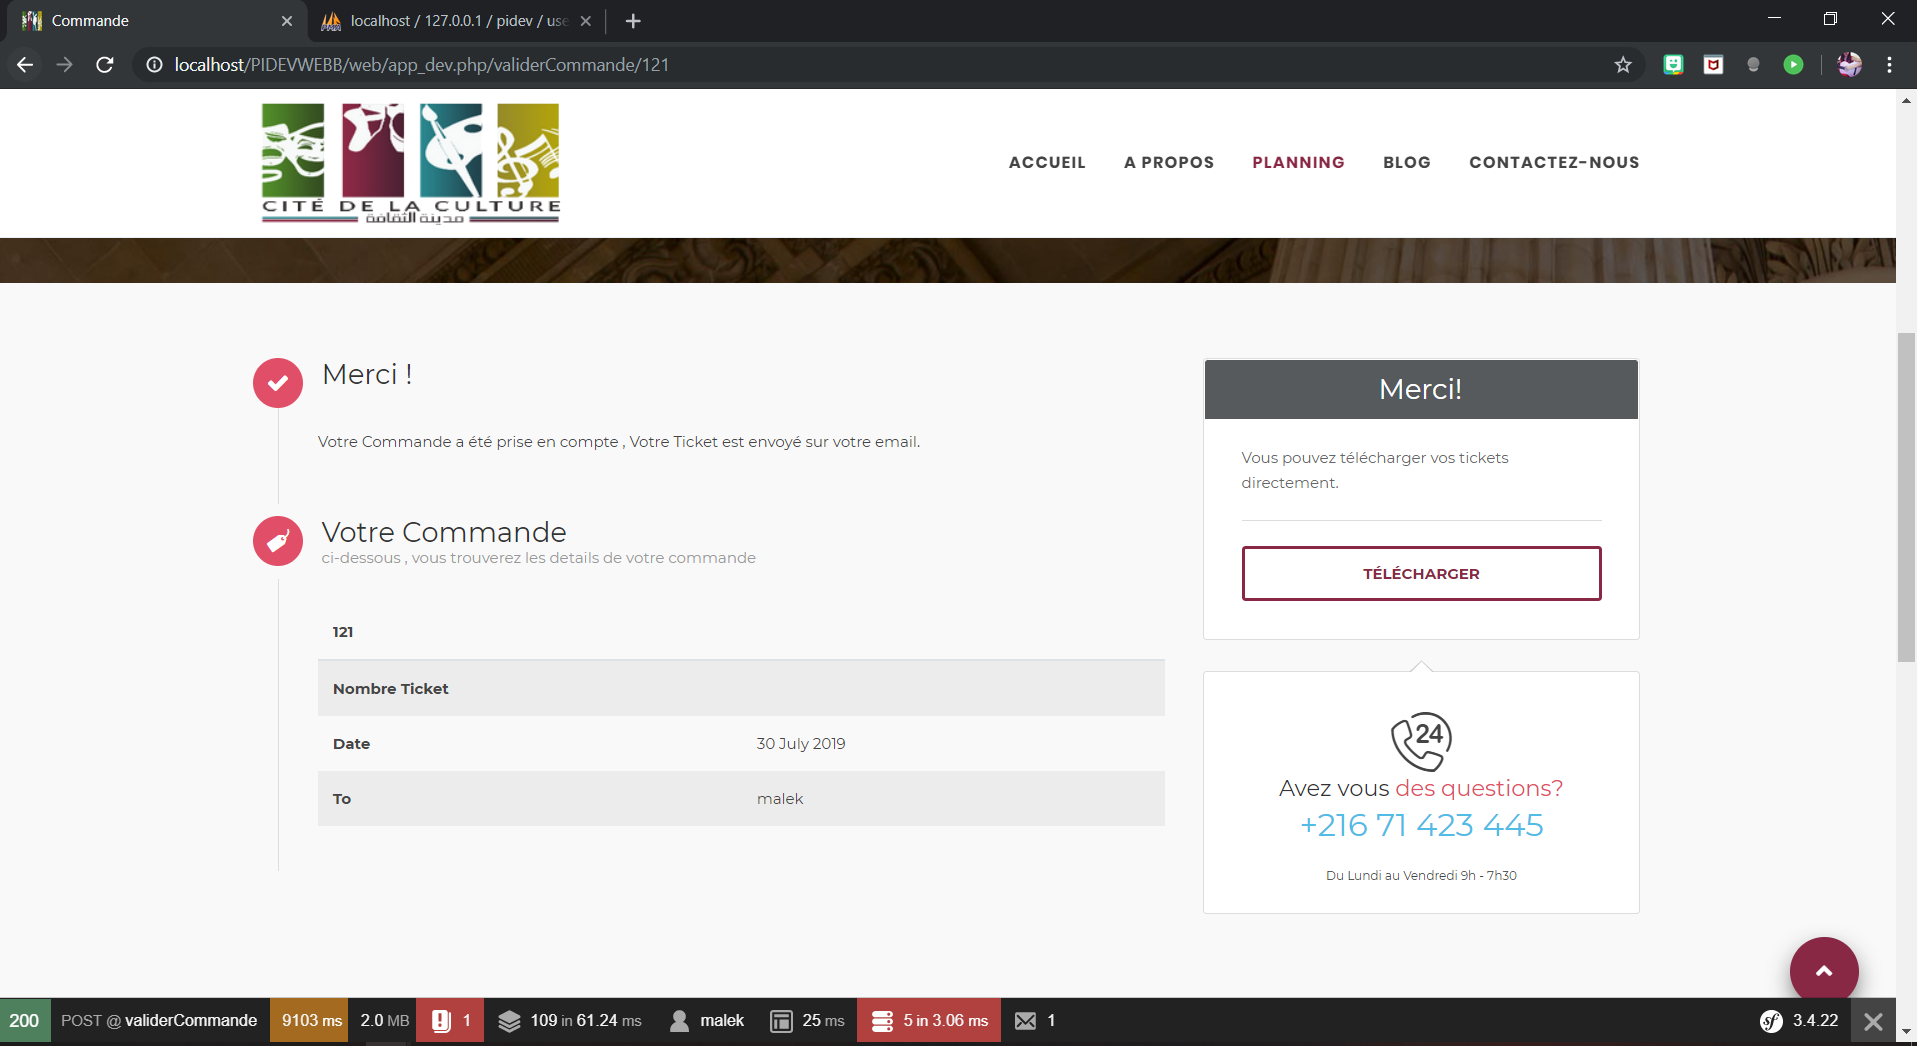 Commande
localhost / 127.0.0.1 / pidev / use
localhost/PIDEVWEBB/web/app_dev.php/validerCommande/121
CITÉ DE LA CULTURE
مدينة الثقافة
ACCUEIL A PROPOS PLANNING BLOG CONTACTEZ-NOUS
Merci !
Votre Commande a été prise en compte , Votre Ticket est envoyé sur votre email.
Votre Commande
ci-dessous , vous trouverez les details de votre commande
121
Nombre Ticket
Date 30 July 2019
To malek
Merci!
Vous pouvez télécharger vos tickets
directement.
TÉLÉCHARGER
24
Avez vous des questions?
+216 71 423 445
Du Lundi au Vendredi 9h - 7h30
200 POST @ validerCommande 9103 ms 2.0 MB 1 109 in 61.24 ms malek 25 ms 5 in 3.06 ms 1 sf 3.4.22